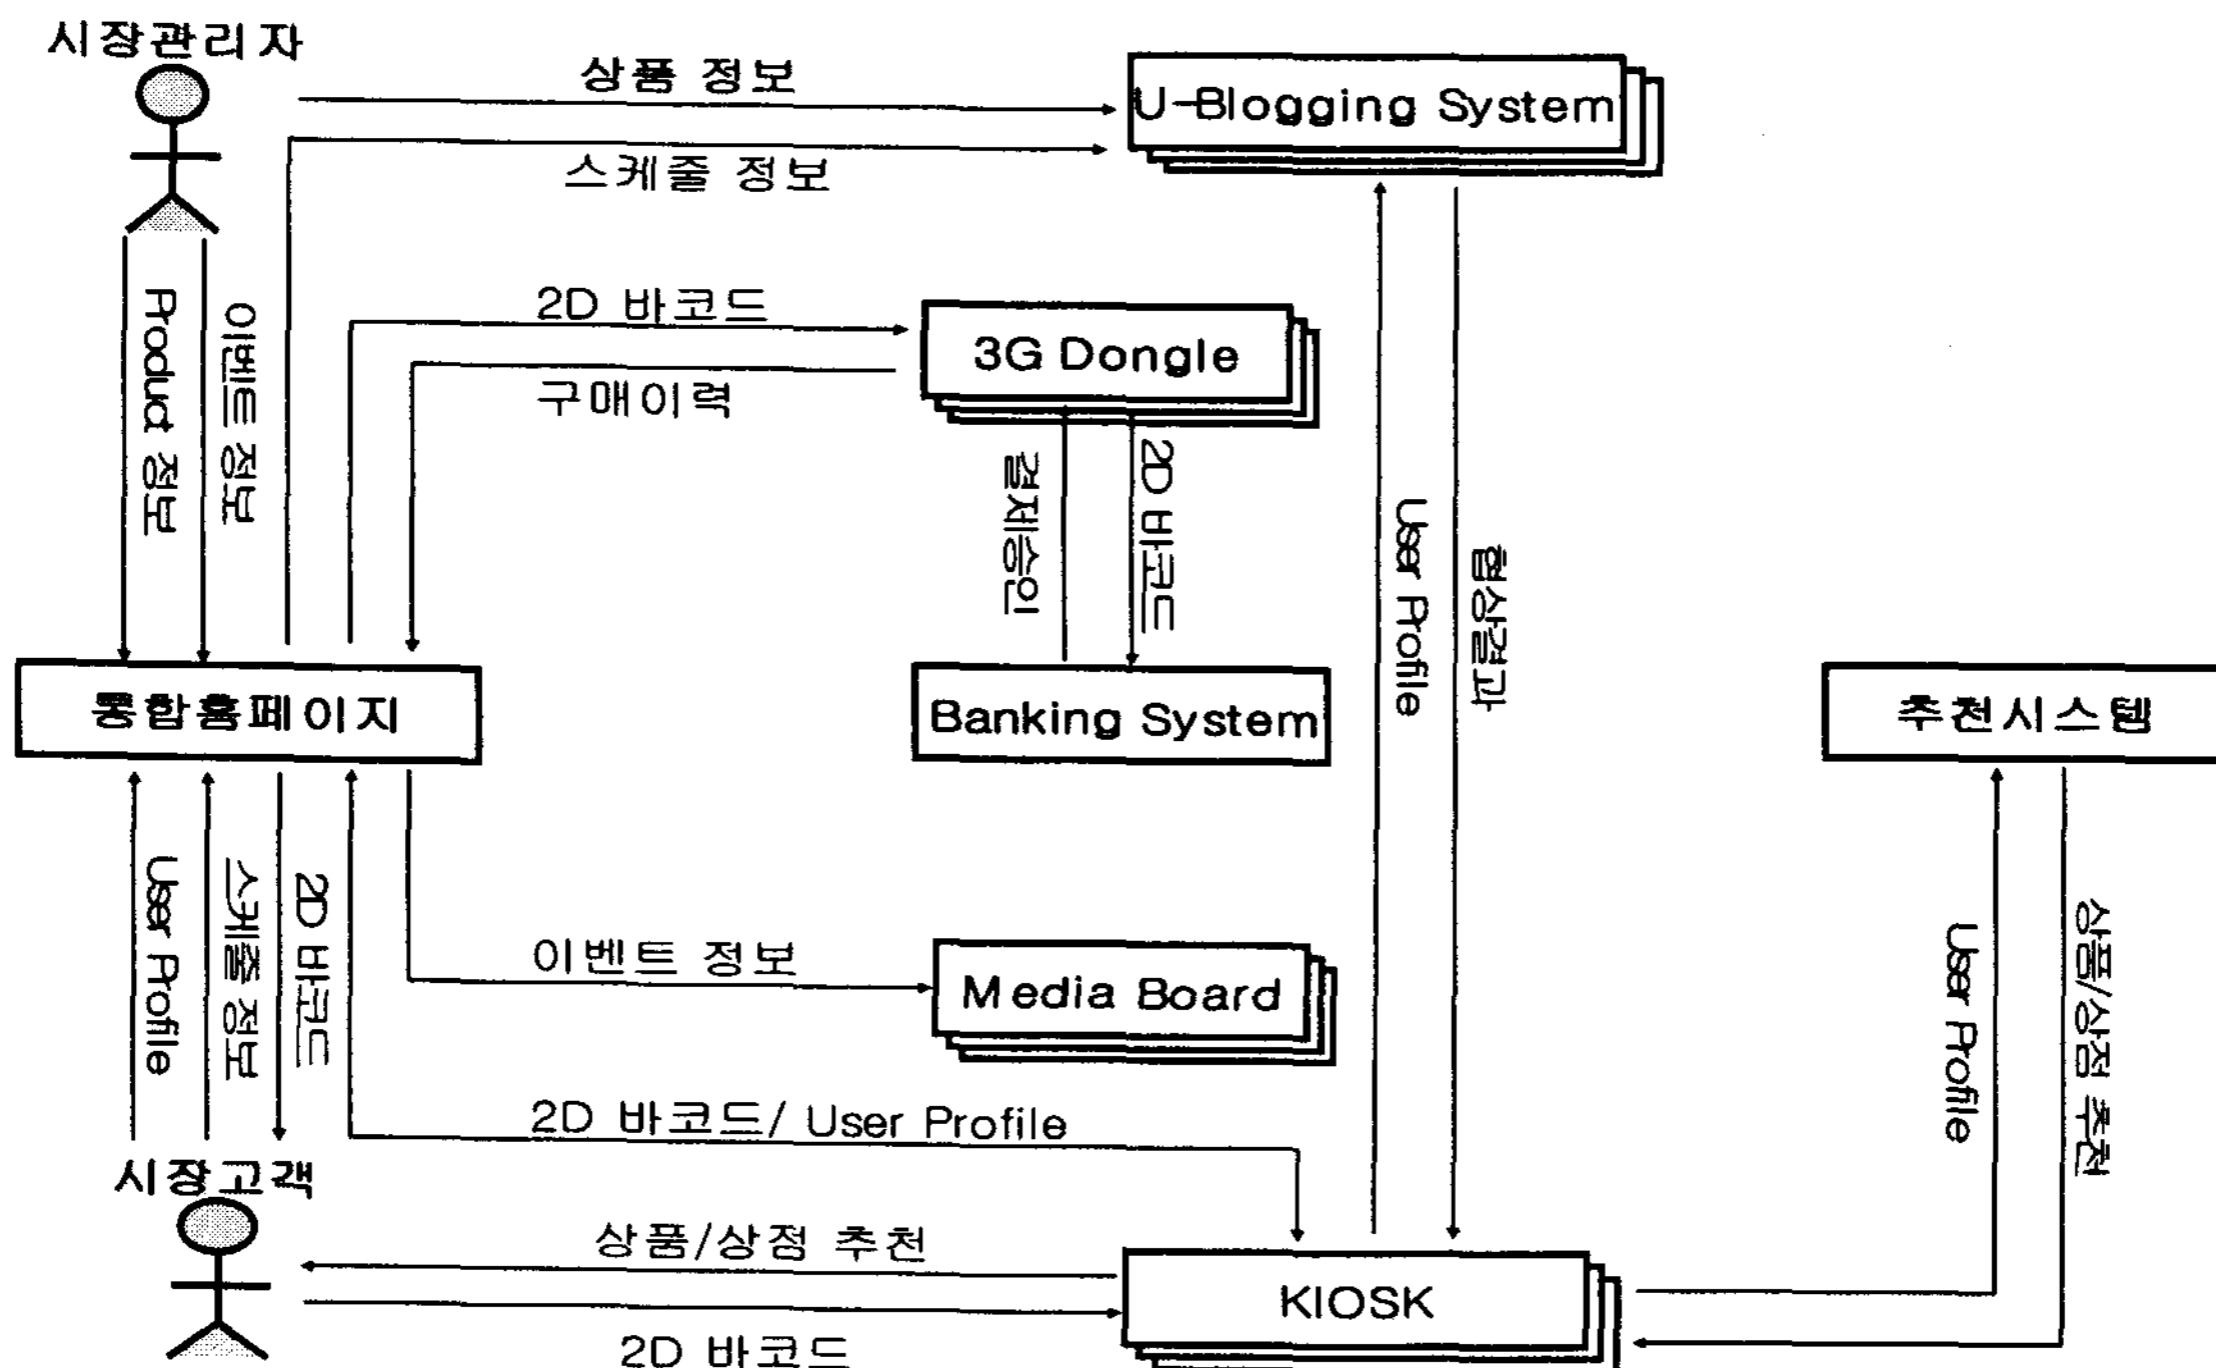 시장관리자
상품 정보
U-Blogging System
스케줄 정보
Product 정보
이벤트 정보
2D 바코드
3G Dongle
구매이력
결제승인
2D 바코드
User Profile
협상결과
통합홈페이지
Banking System
추천시스템
User Profile
스케줄 정보
2D 바코드
이벤트 정보
Media Board
User Profile
상품/상점 추천
2D 바코드/ User Profile
시장고객
상품/상점 추천
KIOSK
2D 바코드